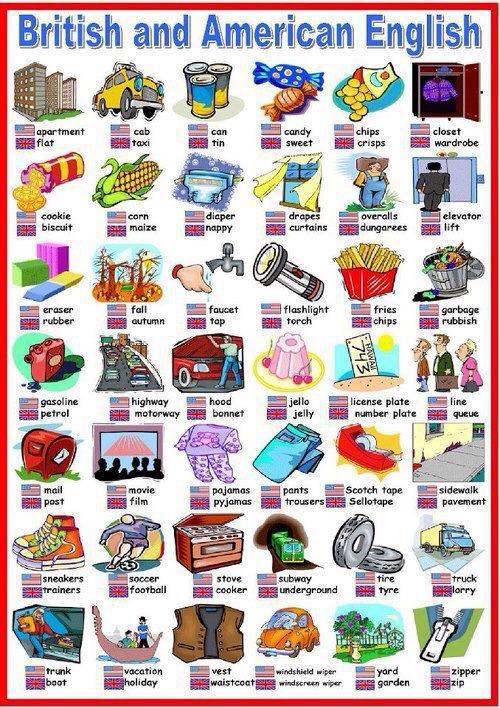 British and American English
apartment
flat
cab
taxi
can
tin
candy
sweet
chips
crisps
closet
wardrobe
cookie
biscuit
corn
maize
diaper
nappy
drapes
curtains
overalls
dungarees
elevator
lift
eraser
rubber
fall
autumn
faucet
tap
flashlight
torch
fries
chips
garbage
rubbish
gasoline
petrol
highway
motorway
hood
bonnet
jello
jelly
license plate
number plate
line
queue
mail
post
movie
film
pajamas
pyjamas
pants
trousers
Scotch tape
Sellotape
sidewalk
pavement
sneakers
trainers
soccer
football
stove
cooker
subway
underground
tire
tyre
truck
lorry
trunk
boot
vacation
holiday
vest
waistcoat
windshield wiper
windscreen wiper
yard
garden
zipper
zip